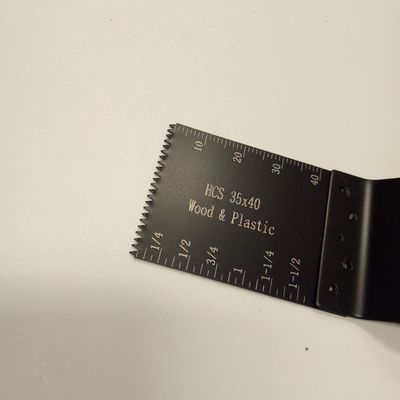 10 20 30 40
HCS 35x40
Wood & Plastic
1/4 1/2 3/4 1 1-1/4 1-1/2